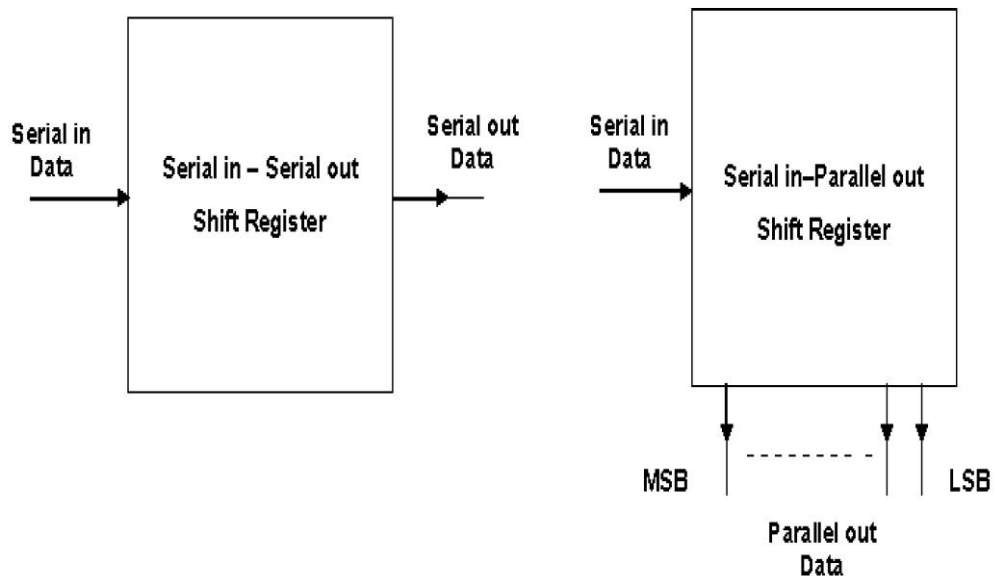 Serial in
Data
Serial in – Serial out
Shift Register
Serial out
Data
Serial in
Data
Serial in–Parallel out
Shift Register
MSB
LSB
Parallel out
Data